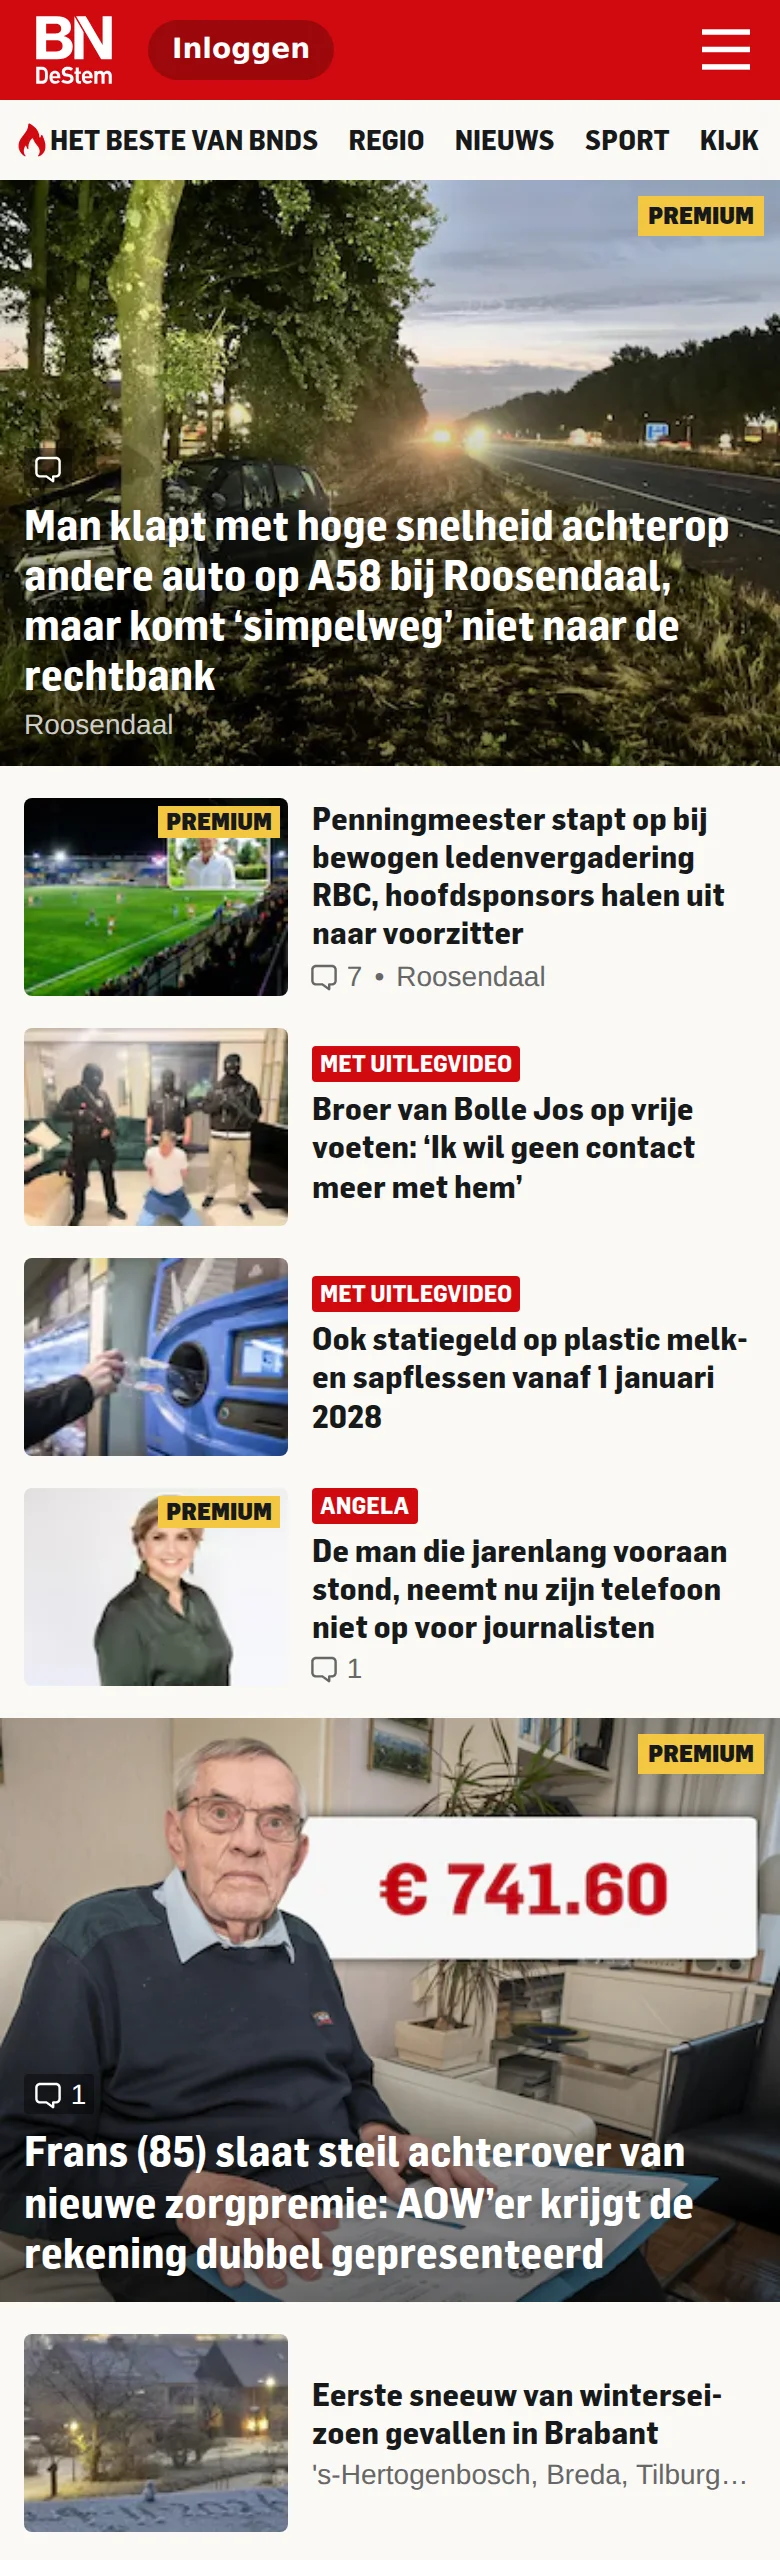 BN
DeStem
Inloggen
HET BESTE VAN BNDS REGIO NIEUWS SPORT KIJK
PREMIUM
Man klapt met hoge snelheid achterop
andere auto op A58 bij Roosendaal,
maar komt ‘simpelweg’ niet naar de
rechtbank
Roosendaal
PREMIUM
Penningmeester stapt op bij
bewogen ledenvergadering
RBC, hoofdsponsors halen uit
naar voorzitter
7 • Roosendaal
MET UITLEGVIDEO
Broer van Bolle Jos op vrije
voeten: ‘Ik wil geen contact
meer met hem’
MET UITLEGVIDEO
Ook statiegeld op plastic melk-
en sapflessen vanaf 1 januari
2028
PREMIUM
ANGELA
De man die jarenlang vooraan
stond, neemt nu zijn telefoon
niet op voor journalisten
1
PREMIUM
€ 741.60
1
Frans (85) slaat steil achterover van
nieuwe zorgpremie: AOW’er krijgt de
rekening dubbel gepresenteerd
Eerste sneeuw van wintersei-
zoen gevallen in Brabant
's-Hertogenbosch, Breda, Tilburg…